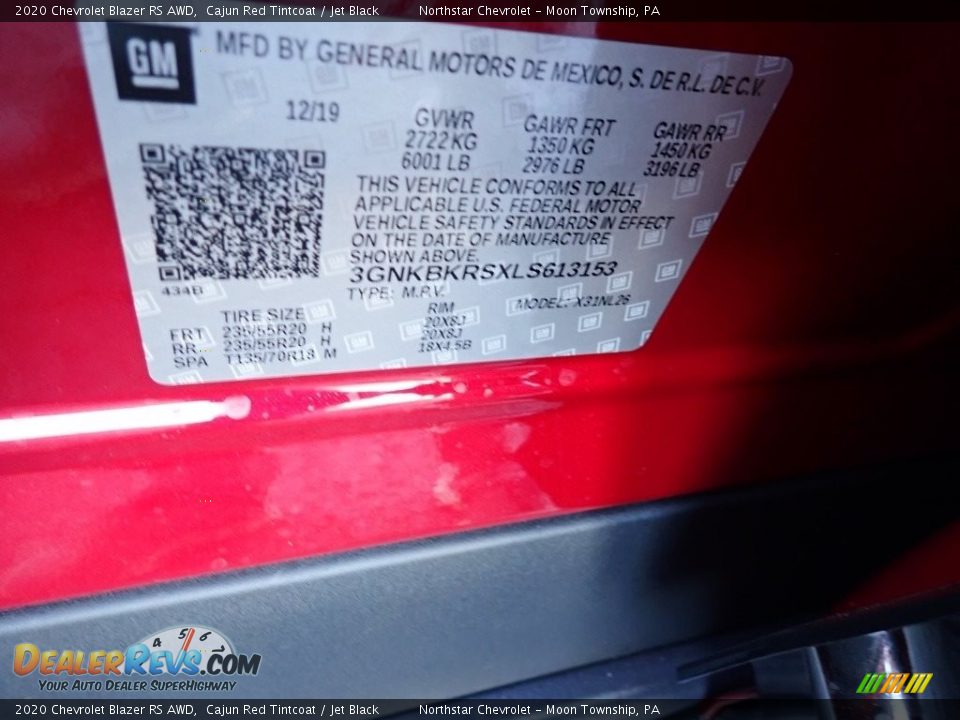 2020 Chevrolet Blazer RS AWD, Cajun Red Tintcoat / Jet Black Northstar Chevrolet - Moon Township, PA
GM MFD BY GENERAL MOTORS DE MEXICO, S. DE R.L. DE C.V.
12/19 GVWR GAWR FRT GAWR RR
2722 KG 1350 KG 1450 KG
6001 LB 2976 LB 3196 LB
THIS VEHICLE CONFORMS TO ALL
APPLICABLE U.S. FEDERAL MOTOR
VEHICLE SAFETY STANDARDS IN EFFECT
ON THE DATE OF MANUFACTURE
SHOWN ABOVE.
434B 3GNKBKRSXLS613153
TYPE: M.P.V. MODEL: X31NL26
TIRE SIZE RIM
FRT 235/55R20 H 20X8J
RR 235/55R20 H 20X8J
SPA T135/70R18 M 18X4.5B
4 5 6
DEALERREVS.COM
YOUR AUTO DEALER SUPERHIGHWAY
2020 Chevrolet Blazer RS AWD, Cajun Red Tintcoat / Jet Black Northstar Chevrolet - Moon Township, PA